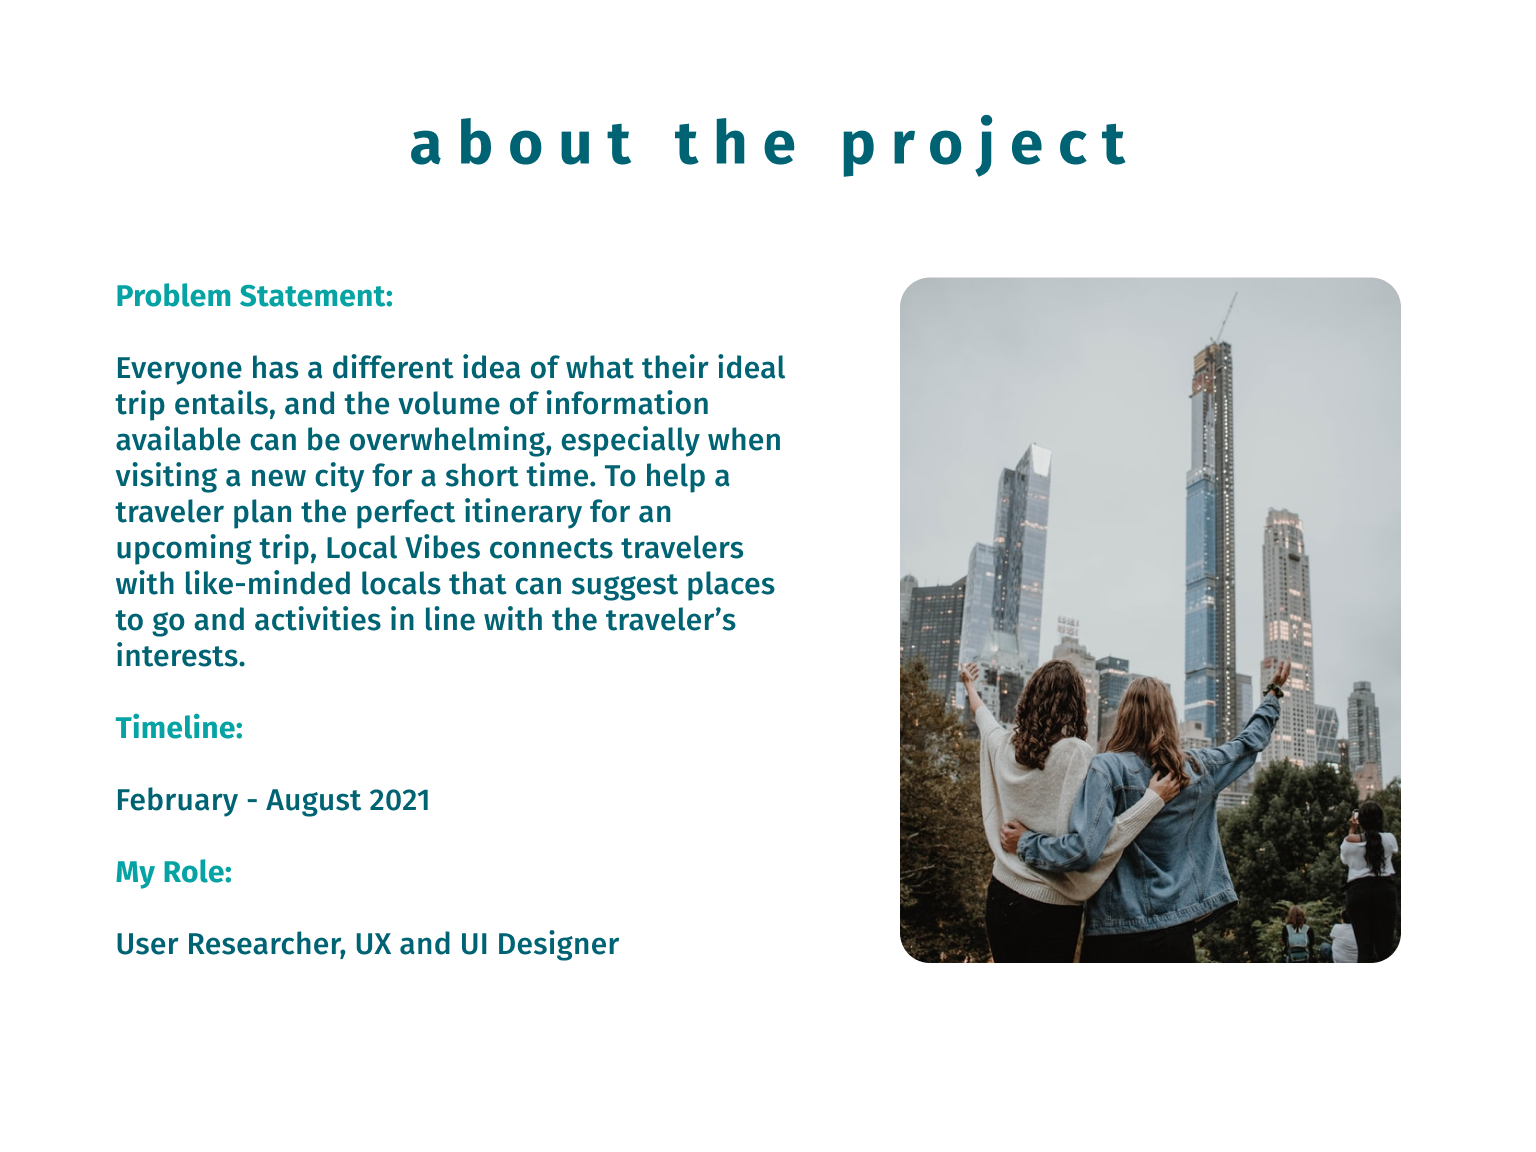 about the project
Problem Statement:
Everyone has a different idea of what their ideal
trip entails, and the volume of information
available can be overwhelming, especially when
visiting a new city for a short time. To help a
traveler plan the perfect itinerary for an
upcoming trip, Local Vibes connects travelers
with like-minded locals that can suggest places
to go and activities in line with the traveler’s
interests.
Timeline:
February - August 2021
My Role:
User Researcher, UX and UI Designer